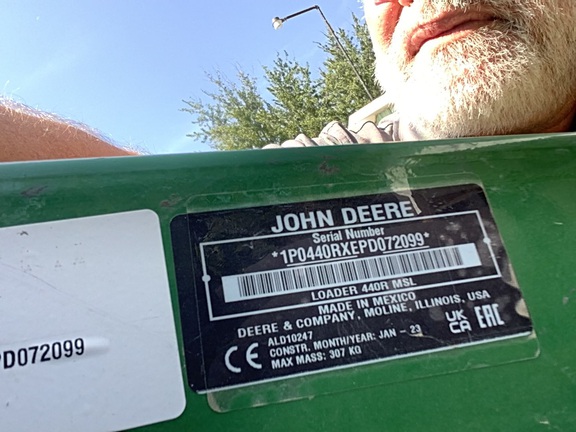 JOHN DEERE
Serial Number
*1P0440RXEPD072099*
LOADER 440R MSL
MADE IN MEXICO
DEERE & COMPANY, MOLINE, ILLINOIS, USA
ALD10247
CONSTR. MONTH/YEAR: JAN - 23
MAX MASS: 307 KG
CE
UK
CA
EAC
PD072099